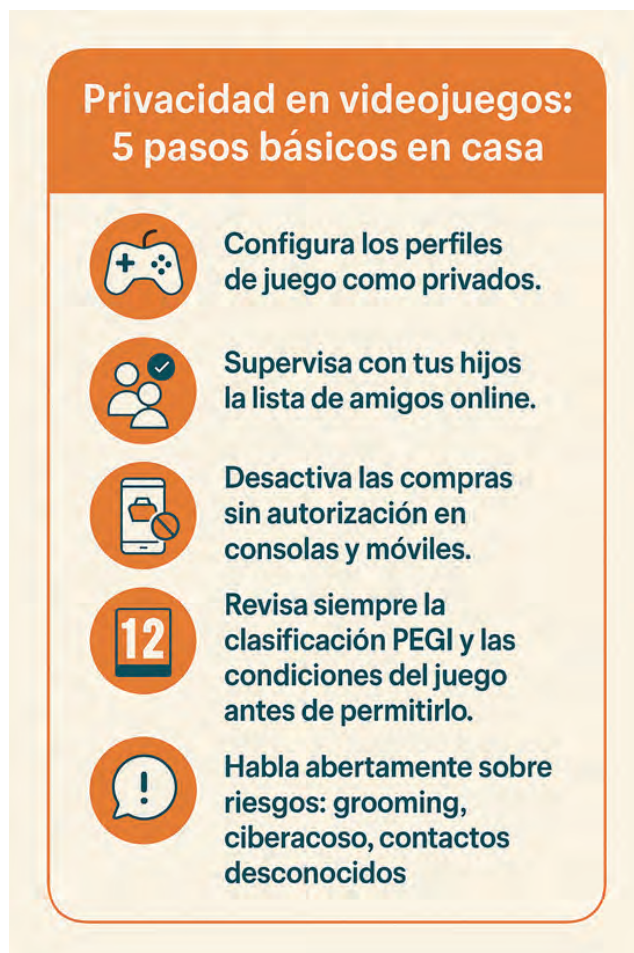 Privacidad en videojuegos:
5 pasos básicos en casa
Configura los perfiles
de juego como privados.
Supervisa con tus hijos
la lista de amigos online.
Desactiva las compras
sin autorización en
consolas y móviles.
12
Revisa siempre la
clasificación PEGI y las
condiciones del juego
antes de permitirlo.
!
Habla abertamente sobre
riesgos: grooming,
ciberacoso, contactos
desconocidos